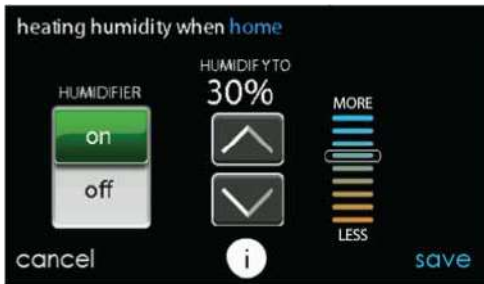 heating humidity when home
HUMIDIFY TO
30%
HUMIDIFIER
on
off
MORE
LESS
cancel
i
save